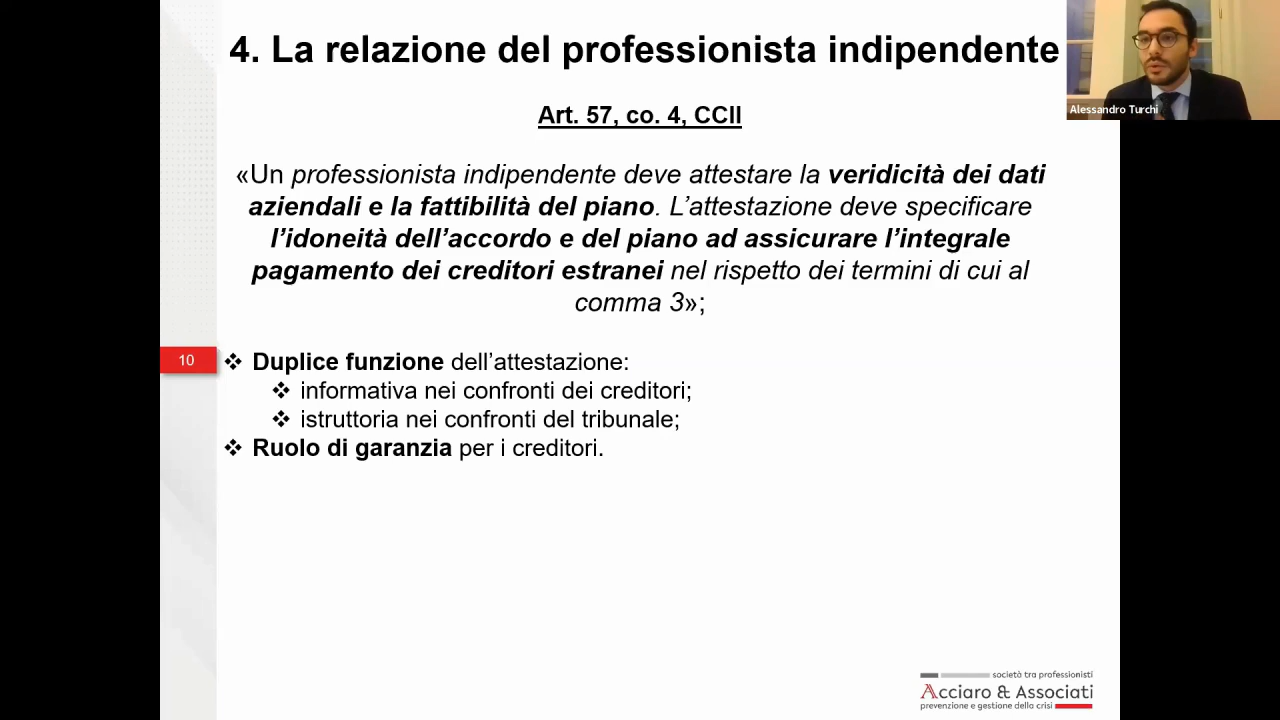 4. La relazione del professionista indipendente
Alessandro Turchi
Art. 57, co. 4, CCII
«Un professionista indipendente deve attestare la veridicità dei dati
aziendali e la fattibilità del piano. L’attestazione deve specificare
l’idoneità dell’accordo e del piano ad assicurare l’integrale
pagamento dei creditori estranei nel rispetto dei termini di cui al
comma 3»;
10
❖ Duplice funzione dell’attestazione:
❖ informativa nei confronti dei creditori;
❖ istruttoria nei confronti del tribunale;
❖ Ruolo di garanzia per i creditori.
società tra professionisti
Acciaro & Associati
prevenzione e gestione della crisi